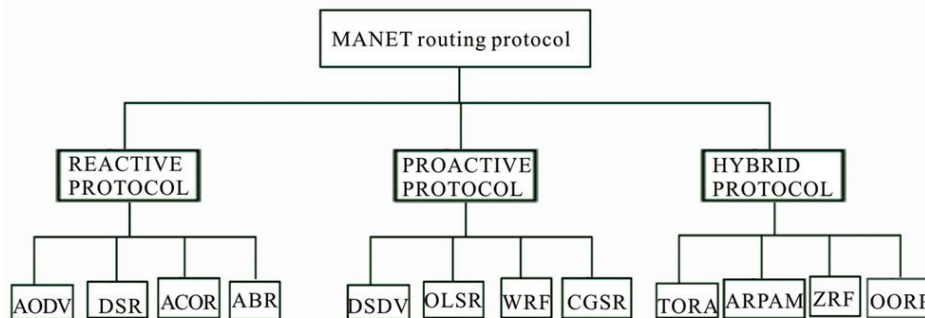 MANET routing protocol
REACTIVE
PROTOCOL
PROACTIVE
PROTOCOL
HYBRID
PROTOCOL
AODV
DSR
ACOR
ABR
DSDV
OLSR
WRF
CGSR
TORA
ARPAM
ZRF
OORF